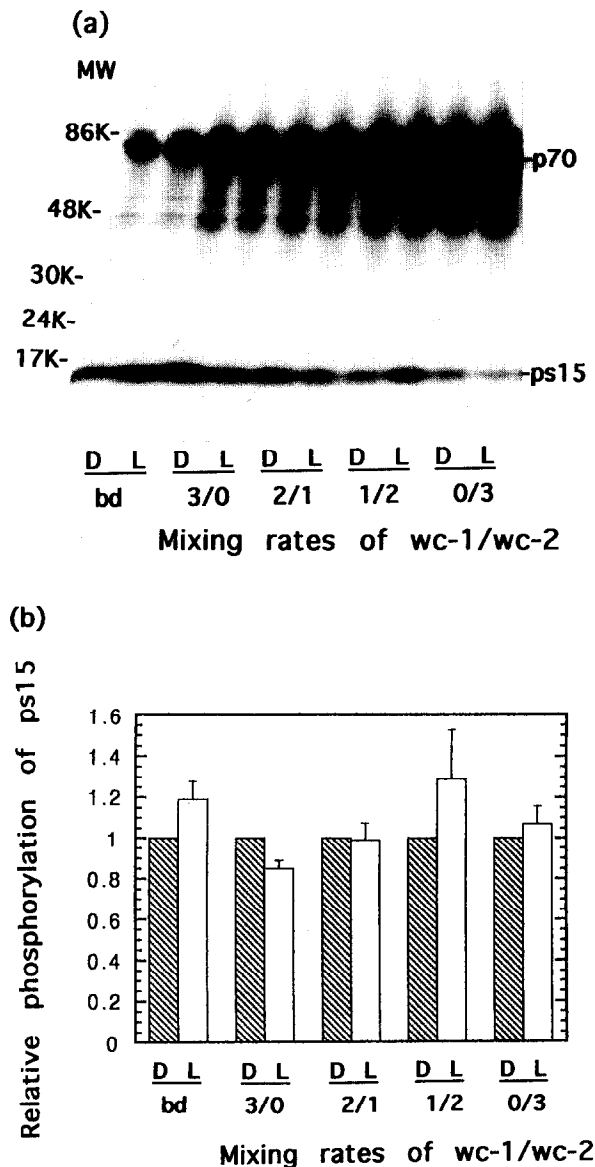 (a)
MW
86K-
-p70
48K-
30K-
24K-
17K-
-ps15
D L D L D L D L D L
bd 3/0 2/1 1/2 0/3
Mixing rates of wc-1/wc-2
(b)
Relative phosphorylation of ps15
1.6
1.4
1.2
1
0.8
0.6
0.4
0.2
0
D L D L D L D L D L
bd 3/0 2/1 1/2 0/3
Mixing rates of wc-1/wc-2